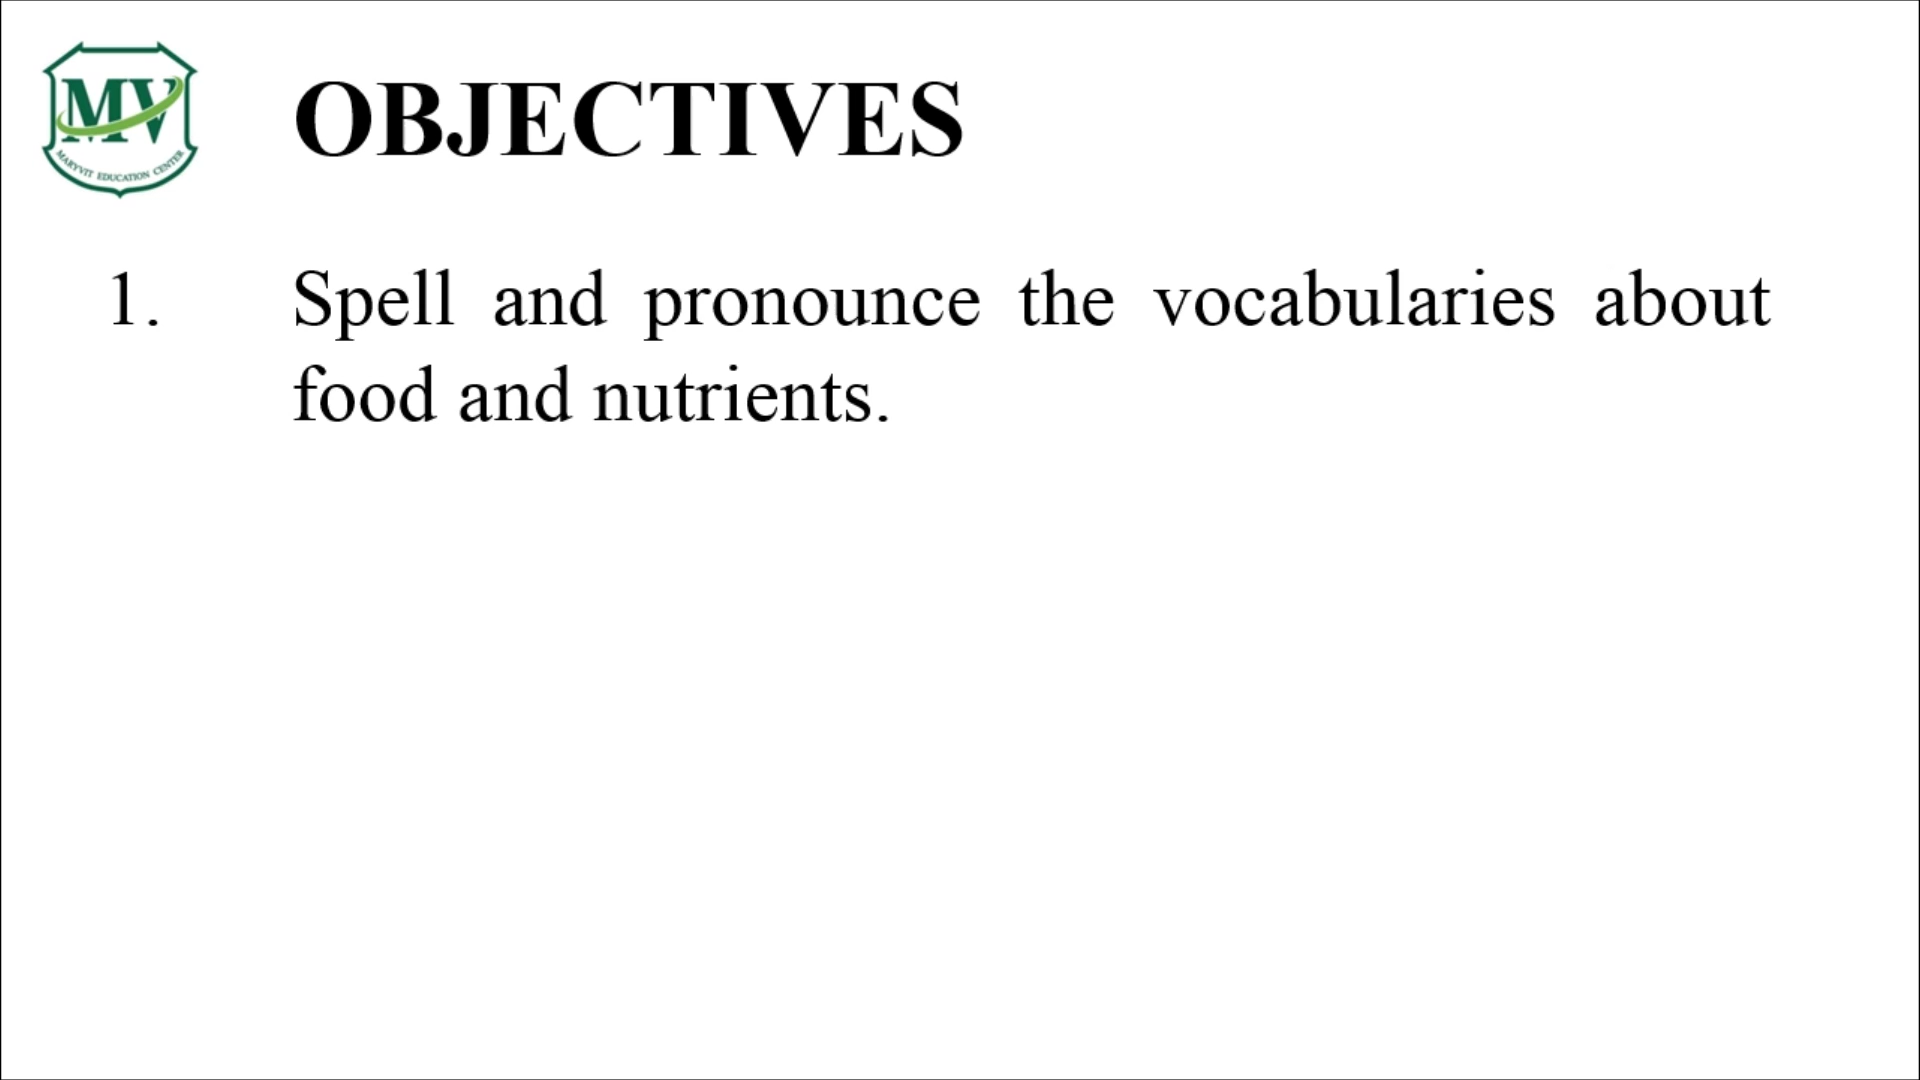 MV
MARYVIT EDUCATION CENTER
OBJECTIVES
1. Spell and pronounce the vocabularies about
food and nutrients.